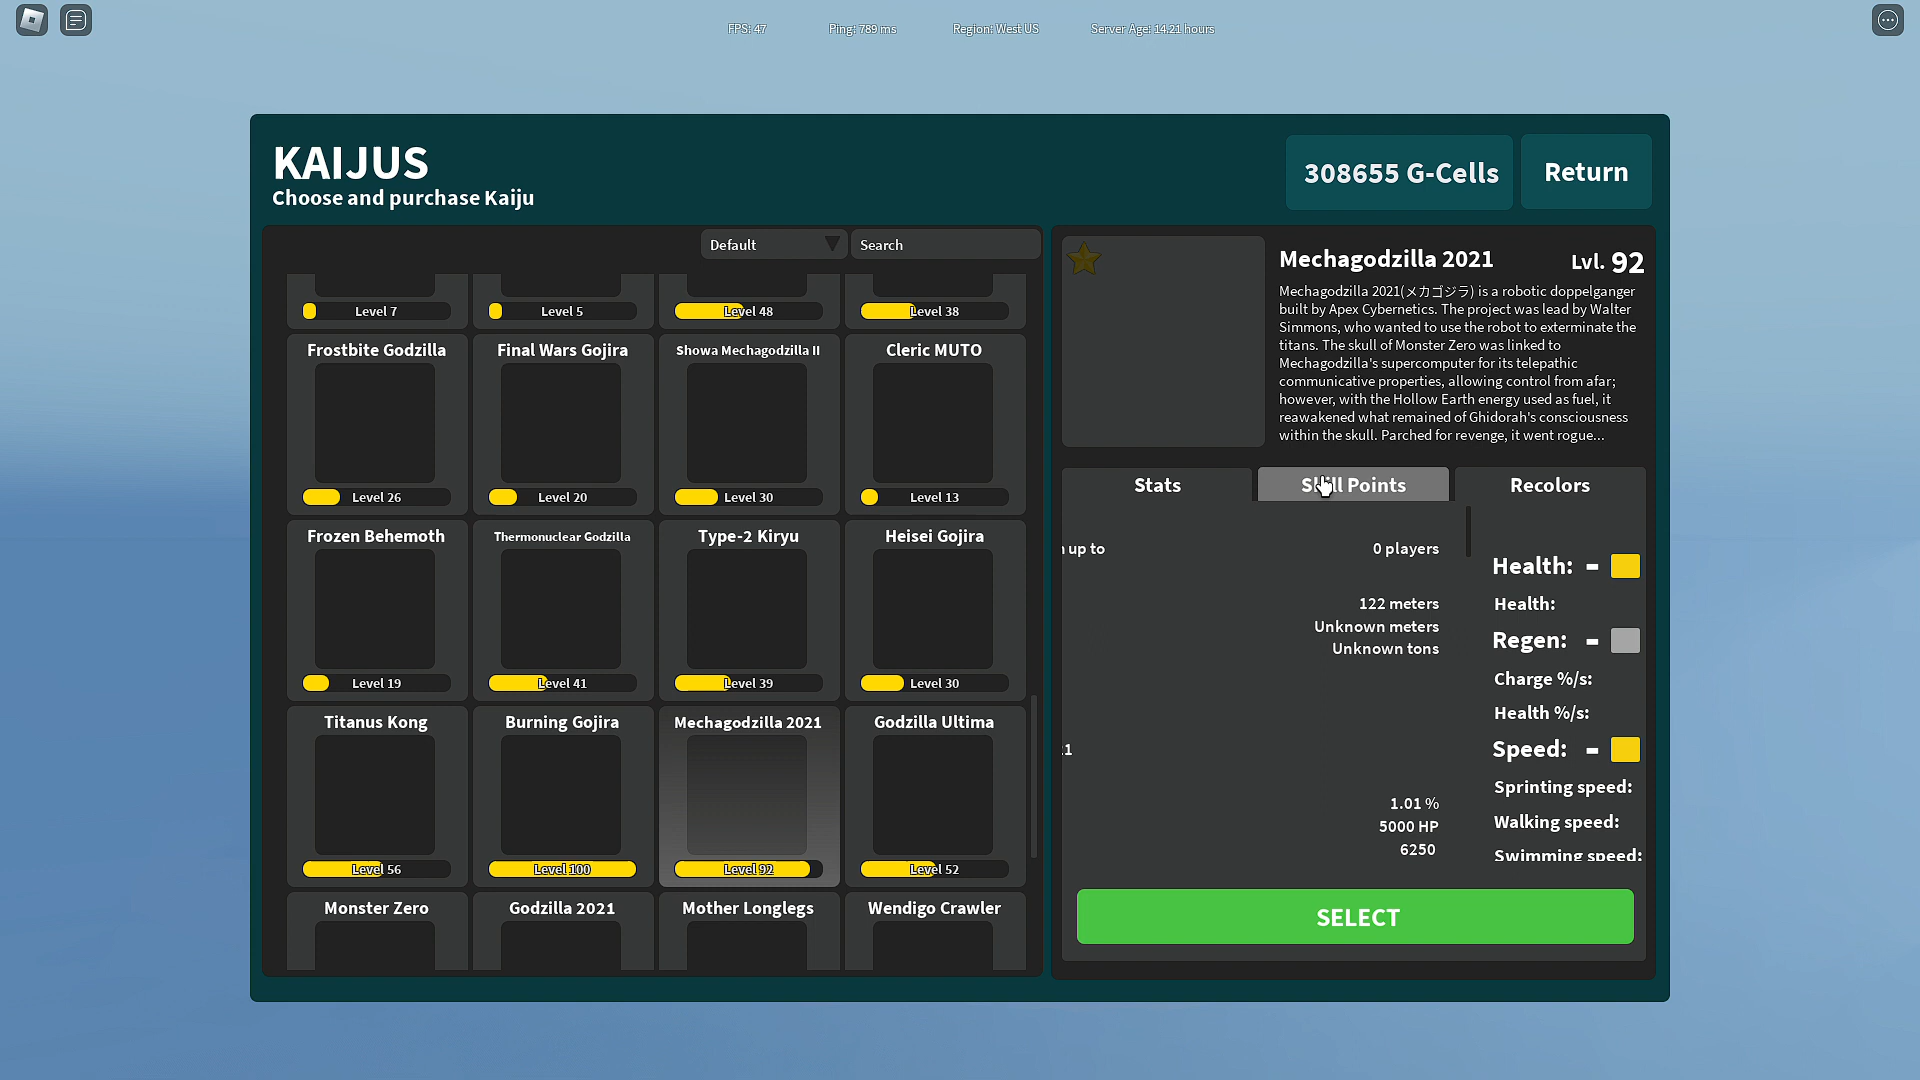 FPS: 47
Ping: 789 ms
Region: West US
Server Age: 14.21 hours
KAIJUS
Choose and purchase Kaiju
308655 G-Cells
Return
Default
Search
Level 7
Level 5
Level 48
Level 38
Frostbite Godzilla
Final Wars Gojira
Showa Mechagodzilla II
Cleric MUTO
Level 26
Level 20
Level 30
Level 13
Frozen Behemoth
Thermonuclear Godzilla
Type-2 Kiryu
Heisei Gojira
Level 19
Level 41
Level 39
Level 30
Titanus Kong
Burning Gojira
Mechagodzilla 2021
Godzilla Ultima
Level 56
Level 100
Level 92
Level 52
Monster Zero
Godzilla 2021
Mother Longlegs
Wendigo Crawler
Mechagodzilla 2021
Lvl. 92
Mechagodzilla 2021(メカゴジラ) is a robotic doppelganger
built by Apex Cybernetics. The project was lead by Walter
Simmons, who wanted to use the robot to exterminate the
titans. The skull of Monster Zero was linked to
Mechagodzilla's supercomputer for its telepathic
communicative properties, allowing control from afar;
however, with the Hollow Earth energy used as fuel, it
reawakened what remained of Ghidorah's consciousness
within the skull. Parched for revenge, it went rogue...
Stats
Skill Points
Recolors
up to
0 players
122 meters
Unknown meters
Unknown tons
1
1.01 %
5000 HP
6250
Health: -
Health:
Regen: -
Charge %/s:
Health %/s:
Speed: -
Sprinting speed:
Walking speed:
Swimming speed:
SELECT